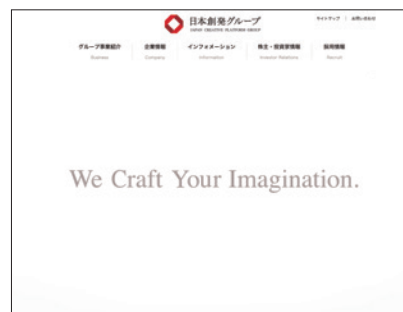 日本創発グループ
JAPAN CREATIVE PLATFORM GROUP
サイトマップ | お問い合わせ
グループ事業紹介 企業情報 インフォメーション 株主・投資家情報 採用情報
Business Company Information Investor Relations Recruit
We Craft Your Imagination.